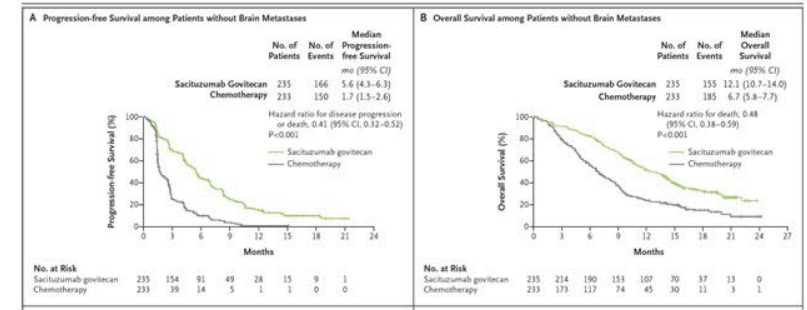 A Progression-free Survival among Patients without Brain Metastases
No. of Patients No. of Events Median Progression-free Survival
mo (95% CI)
Sacituzumab Govitecan 235 166 5.6 (4.3–6.3)
Chemotherapy 233 150 1.7 (1.5–2.6)
Hazard ratio for disease progression
or death, 0.41 (95% CI, 0.32–0.52)
P<0.001
Sacituzumab govitecan
Chemotherapy
Progression-free Survival (%)
100
80
60
40
20
0
0 3 6 9 12 15 18 21 24
Months
No. at Risk
Sacituzumab govitecan 235 154 91 49 28 15 9 1
Chemotherapy 233 39 14 5 1 1 0 0
B Overall Survival among Patients without Brain Metastases
No. of Patients No. of Events Median Overall Survival
mo (95% CI)
Sacituzumab Govitecan 235 155 12.1 (10.7–14.0)
Chemotherapy 233 185 6.7 (5.8–7.7)
Hazard ratio for death, 0.48
(95% CI, 0.38–0.59)
P<0.001
Sacituzumab govitecan
Chemotherapy
Overall Survival (%)
100
80
60
40
20
0
0 3 6 9 12 15 18 21 24 27
Months
No. at Risk
Sacituzumab govitecan 235 214 190 153 107 70 37 13 0
Chemotherapy 233 173 117 74 45 30 11 3 1